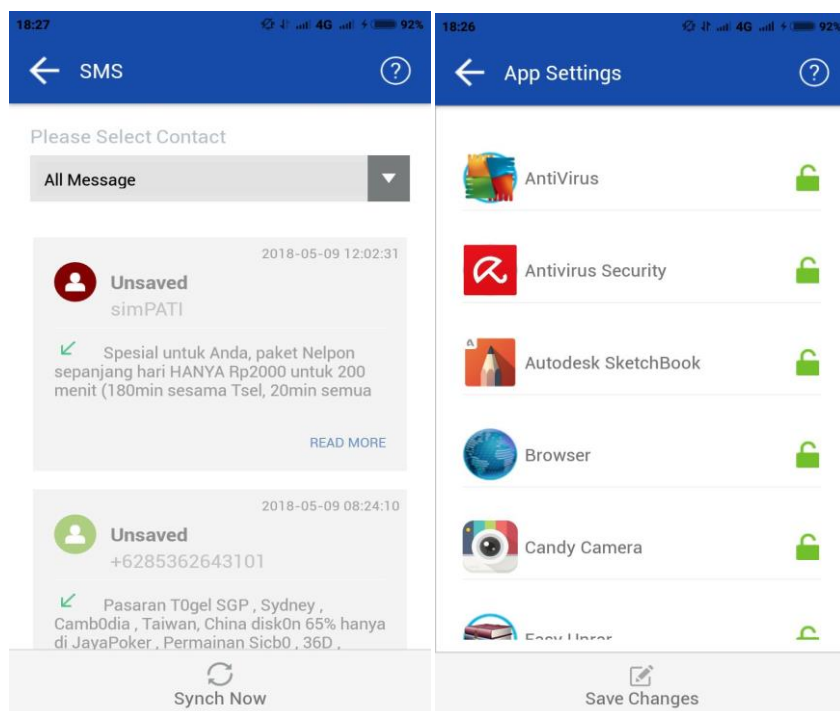 18:27
4G
92%
SMS
?
Please Select Contact
All Message
2018-05-09 12:02:31
Unsaved
simPATI
Spesial untuk Anda, paket Nelpon
sepanjang hari HANYA Rp2000 untuk 200
menit (180min sesama Tsel, 20min semua
READ MORE
2018-05-09 08:24:10
Unsaved
+6285362643101
Pasaran T0gel SGP , Sydney ,
Camb0dia , Taiwan, China disk0n 65% hanya
di JayaPoker , Permainan Sicb0 , 36D ,
Synch Now
18:26
4G
92%
App Settings
?
AntiVirus
Antivirus Security
Autodesk SketchBook
Browser
Candy Camera
Easy Unrar
Save Changes